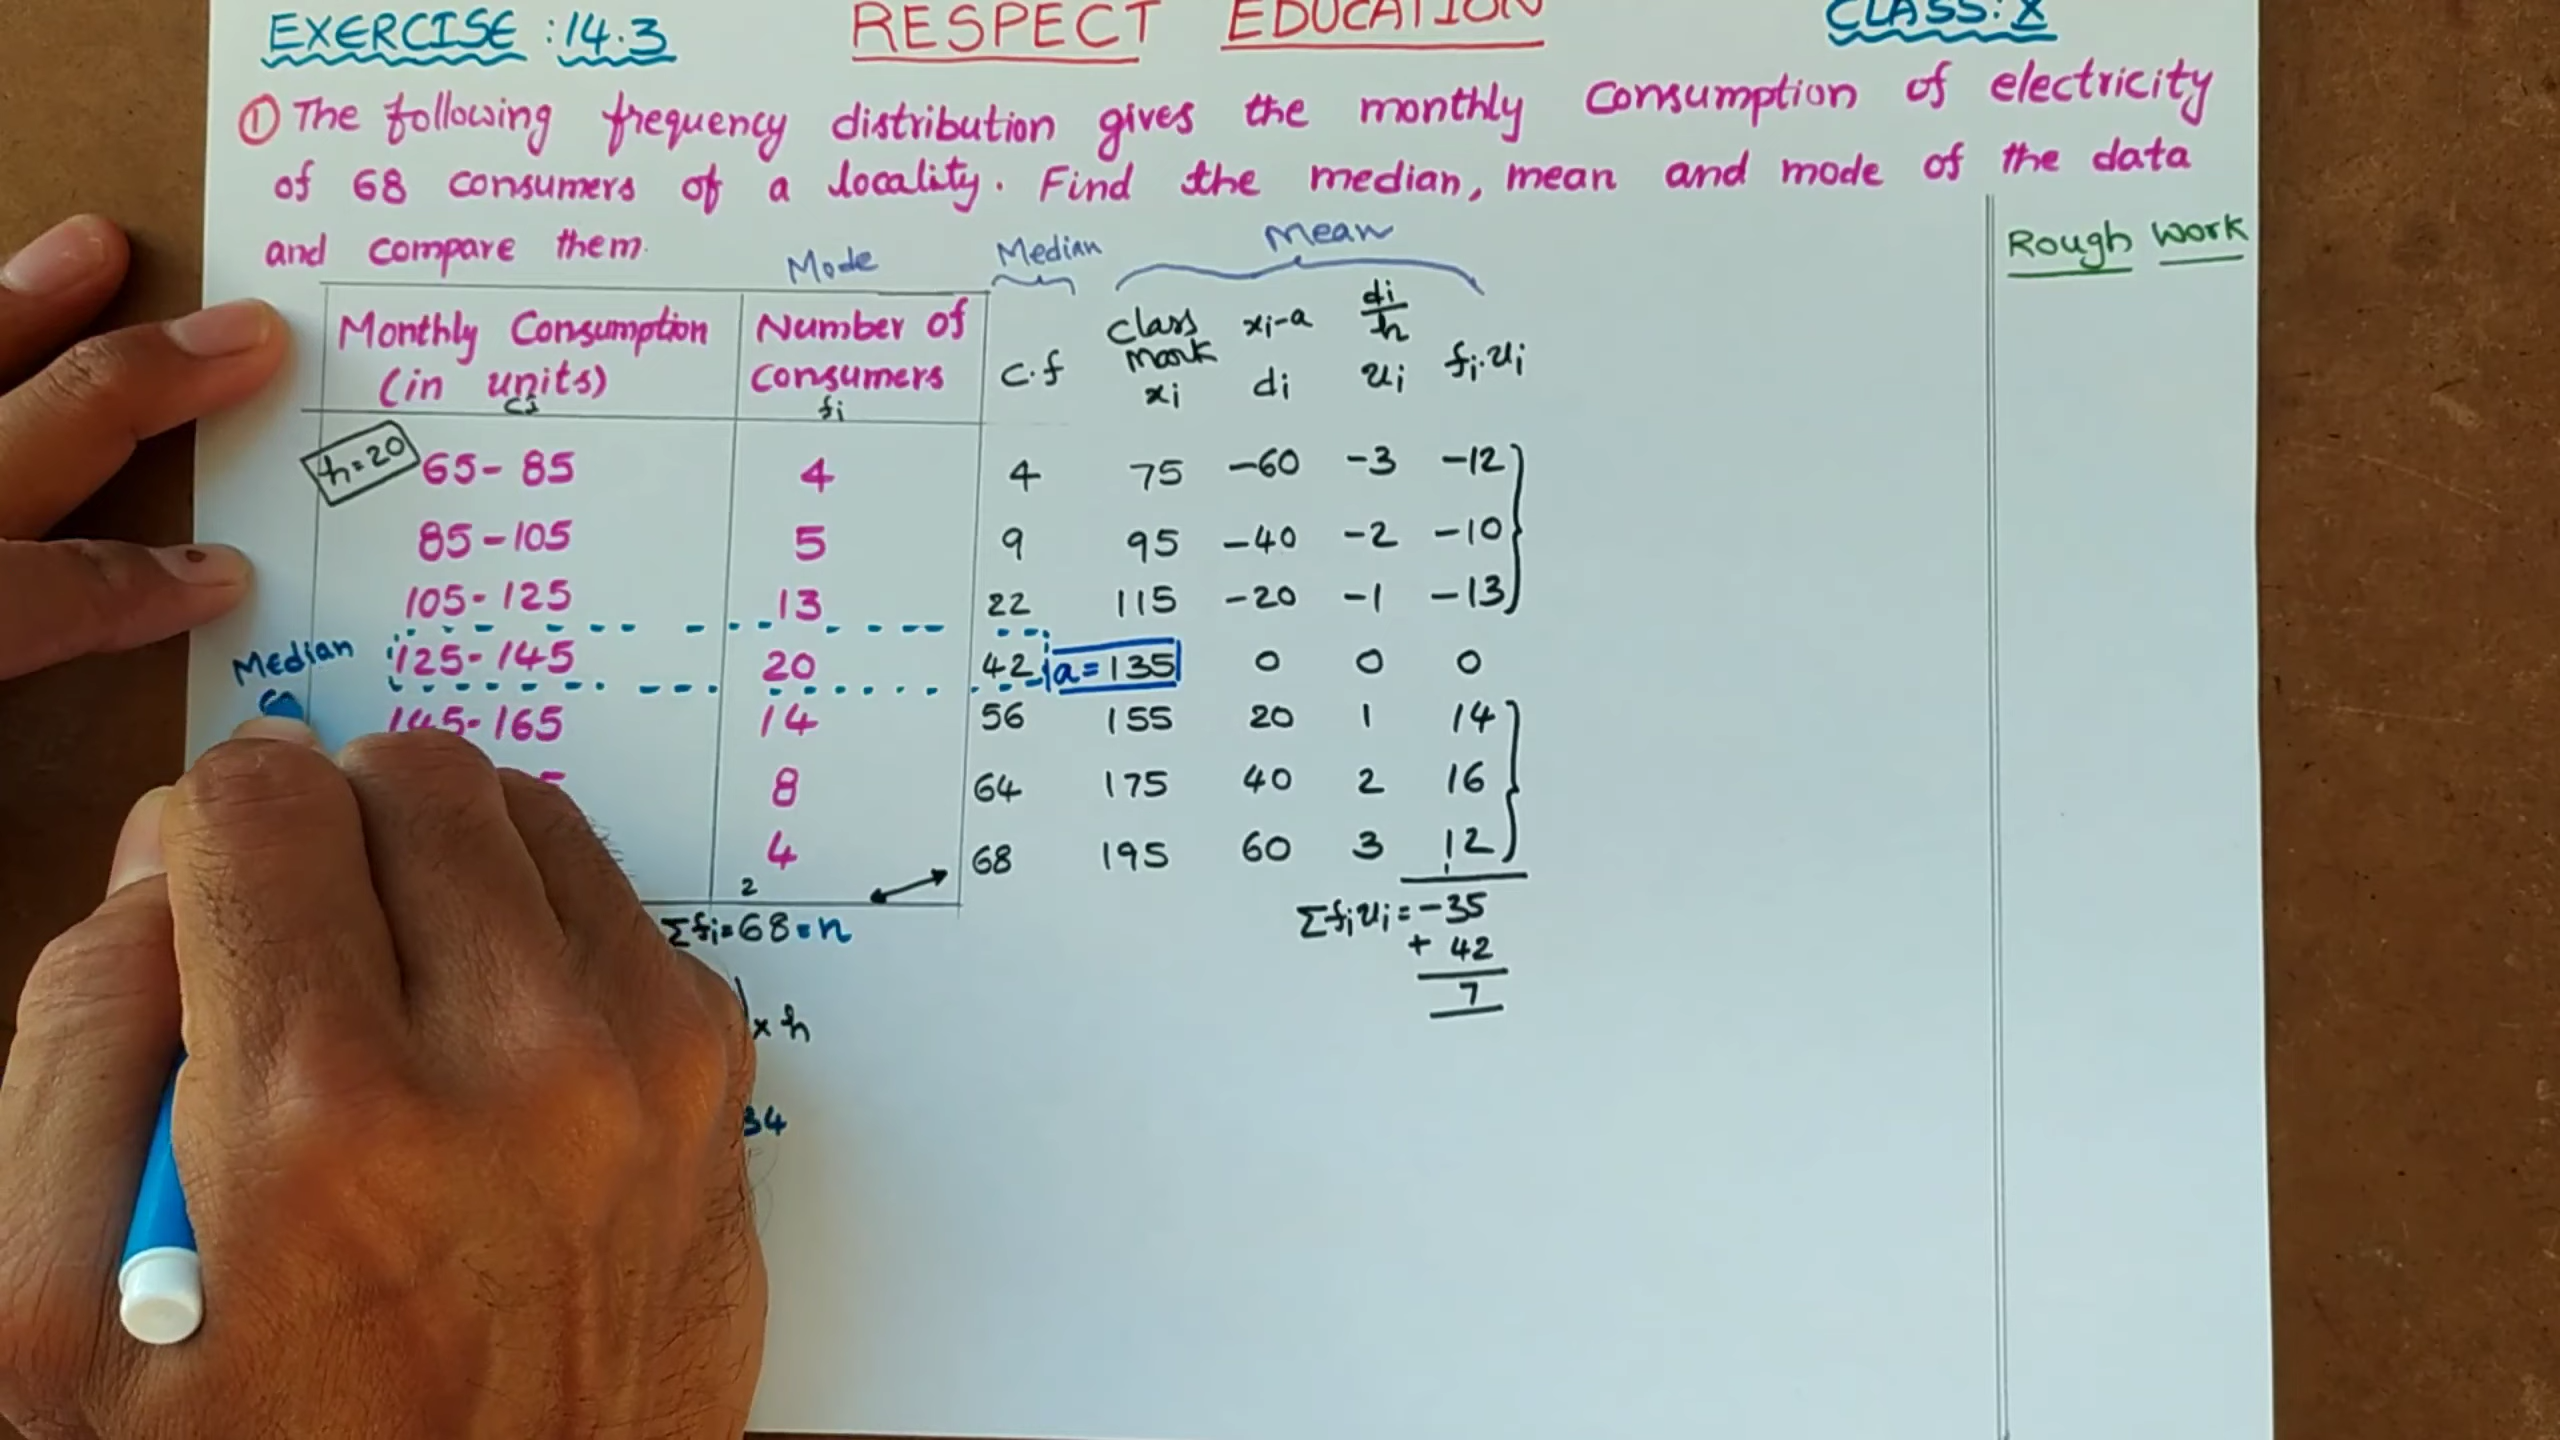 EXERCISE : 14.3 RESPECT EDUCATION CLASS: X
① The following frequency distribution gives the monthly consumption of electricity
of 68 consumers of a locality. Find the median, mean and mode of the data
and compare them.
Rough Work
Mode Median Mean
Monthly Consumption (in units) Number of consumers fi c.f class mark xi xi-a di di/h ui fi.ui
h=20 65-85 4 4 75 -60 -3 -12
85-105 5 9 95 -40 -2 -10
105-125 13 22 115 -20 -1 -13
Median 125-145 20 42 a=135 0 0 0
145-165 14 56 155 20 1 14
8 64 175 40 2 16
4 68 195 60 3 12
2
Σfi=68=n Σfiui=-35
+ 42
7
x h
34